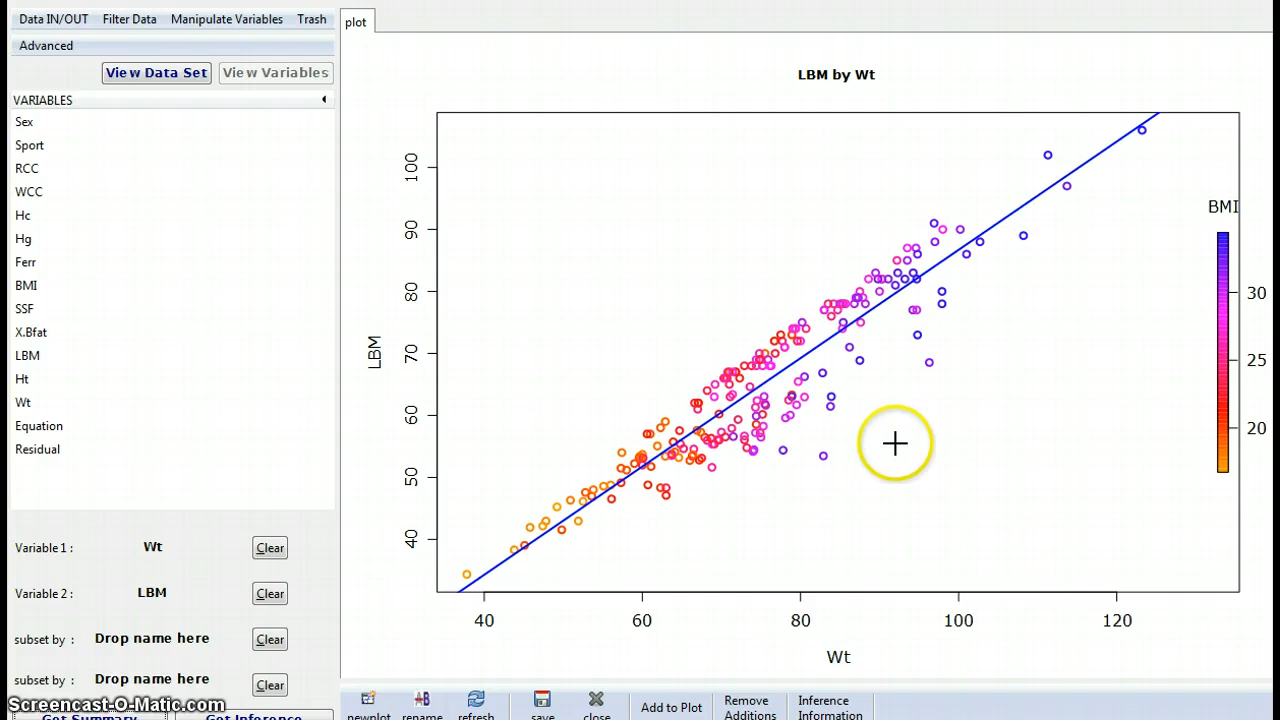 Data IN/OUT Filter Data Manipulate Variables Trash
Advanced
View Data Set View Variables
VARIABLES
Sex
Sport
RCC
WCC
Hc
Hg
Ferr
BMI
SSF
X.Bfat
LBM
Ht
Wt
Equation
Residual
Variable 1 : Wt Clear
Variable 2 : LBM Clear
subset by : Drop name here Clear
subset by : Drop name here Clear
Get Summary Get Inference
Screencast-O-Matic.com
plot
LBM by Wt
LBM
100
90
80
70
60
50
40
40 60 80 100 120
Wt
BMI
30
25
20
newplot rename refresh save close Add to Plot Remove Additions Inference Information